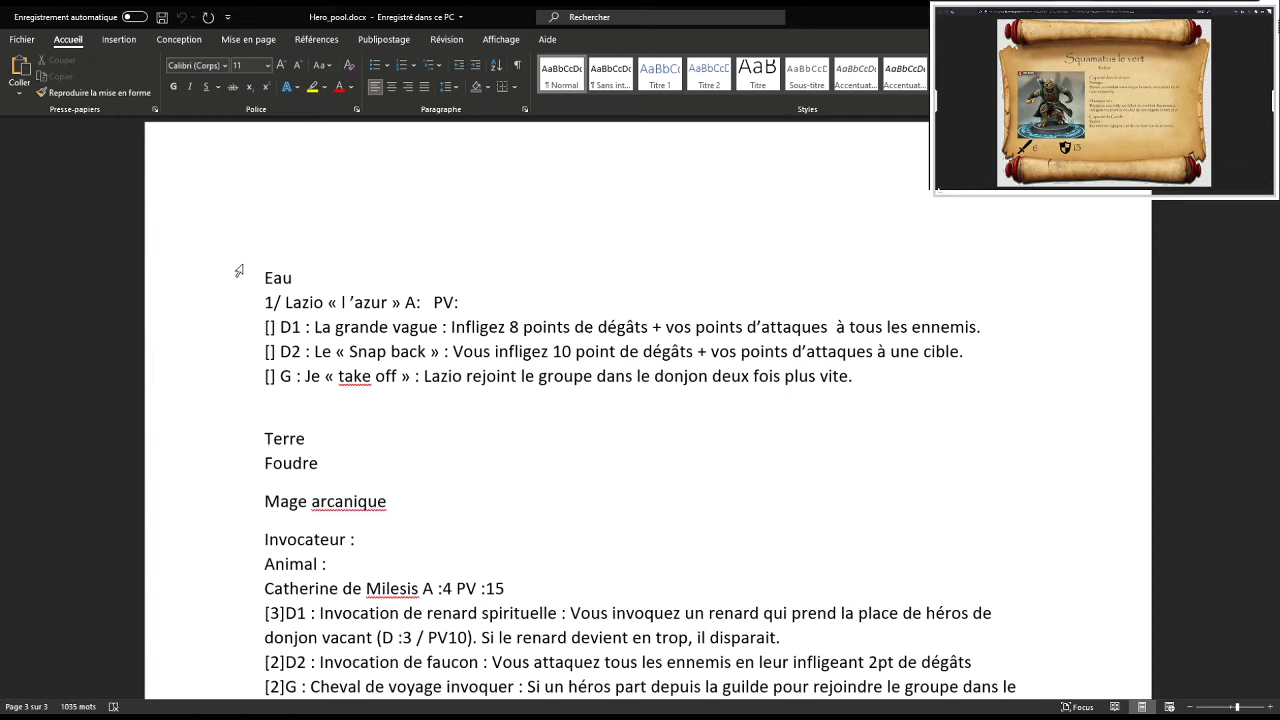 Enregistrement automatique
Rechercher
Fichier
Accueil
Insertion
Conception
Mise en page
Publipostage
Révision
Aide
Coller
Couper
Copier
Reproduire la mise en forme
Presse-papiers
Calibri (Corps)
11
Police
Paragraphe
AaBbCcDc
¶ Normal
AaBbCcDc
¶ Sans int...
AaBbCc
Titre 1
AaBbCcD
Titre 2
AaB
Titre
AaBbCcC
Sous-titre
AaBbCcDc
Accentuat...
AaBbCcDc
Accentuat...
AaBbCcDc
Accentuat...
Styles
Squamatus le vert
6
13
Eau
1/ Lazio « l ’azur » A: PV:
[] D1 : La grande vague : Infligez 8 points de dégâts + vos points d’attaques à tous les ennemis.
[] D2 : Le « Snap back » : Vous infligez 10 point de dégâts + vos points d’attaques à une cible.
[] G : Je « take off » : Lazio rejoint le groupe dans le donjon deux fois plus vite.
Terre
Foudre
Mage arcanique
Invocateur :
Animal :
Catherine de Milesis A :4 PV :15
[3]D1 : Invocation de renard spirituelle : Vous invoquez un renard qui prend la place de héros de
donjon vacant (D :3 / PV10). Si le renard devient en trop, il disparait.
[2]D2 : Invocation de faucon : Vous attaquez tous les ennemis en leur infligeant 2pt de dégâts
[2]G : Cheval de voyage invoquer : Si un héros part depuis la guilde pour rejoindre le groupe dans le
Page 3 sur 3
1035 mots
Focus